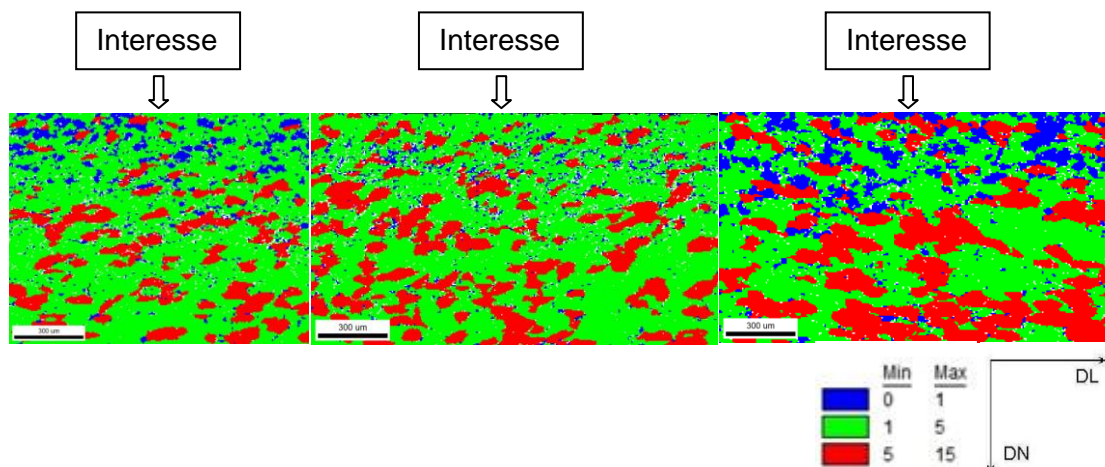 Interesse Interesse Interesse
300 um 300 um 300 um
Min Max
0 1
1 5
5 15
DL
DN